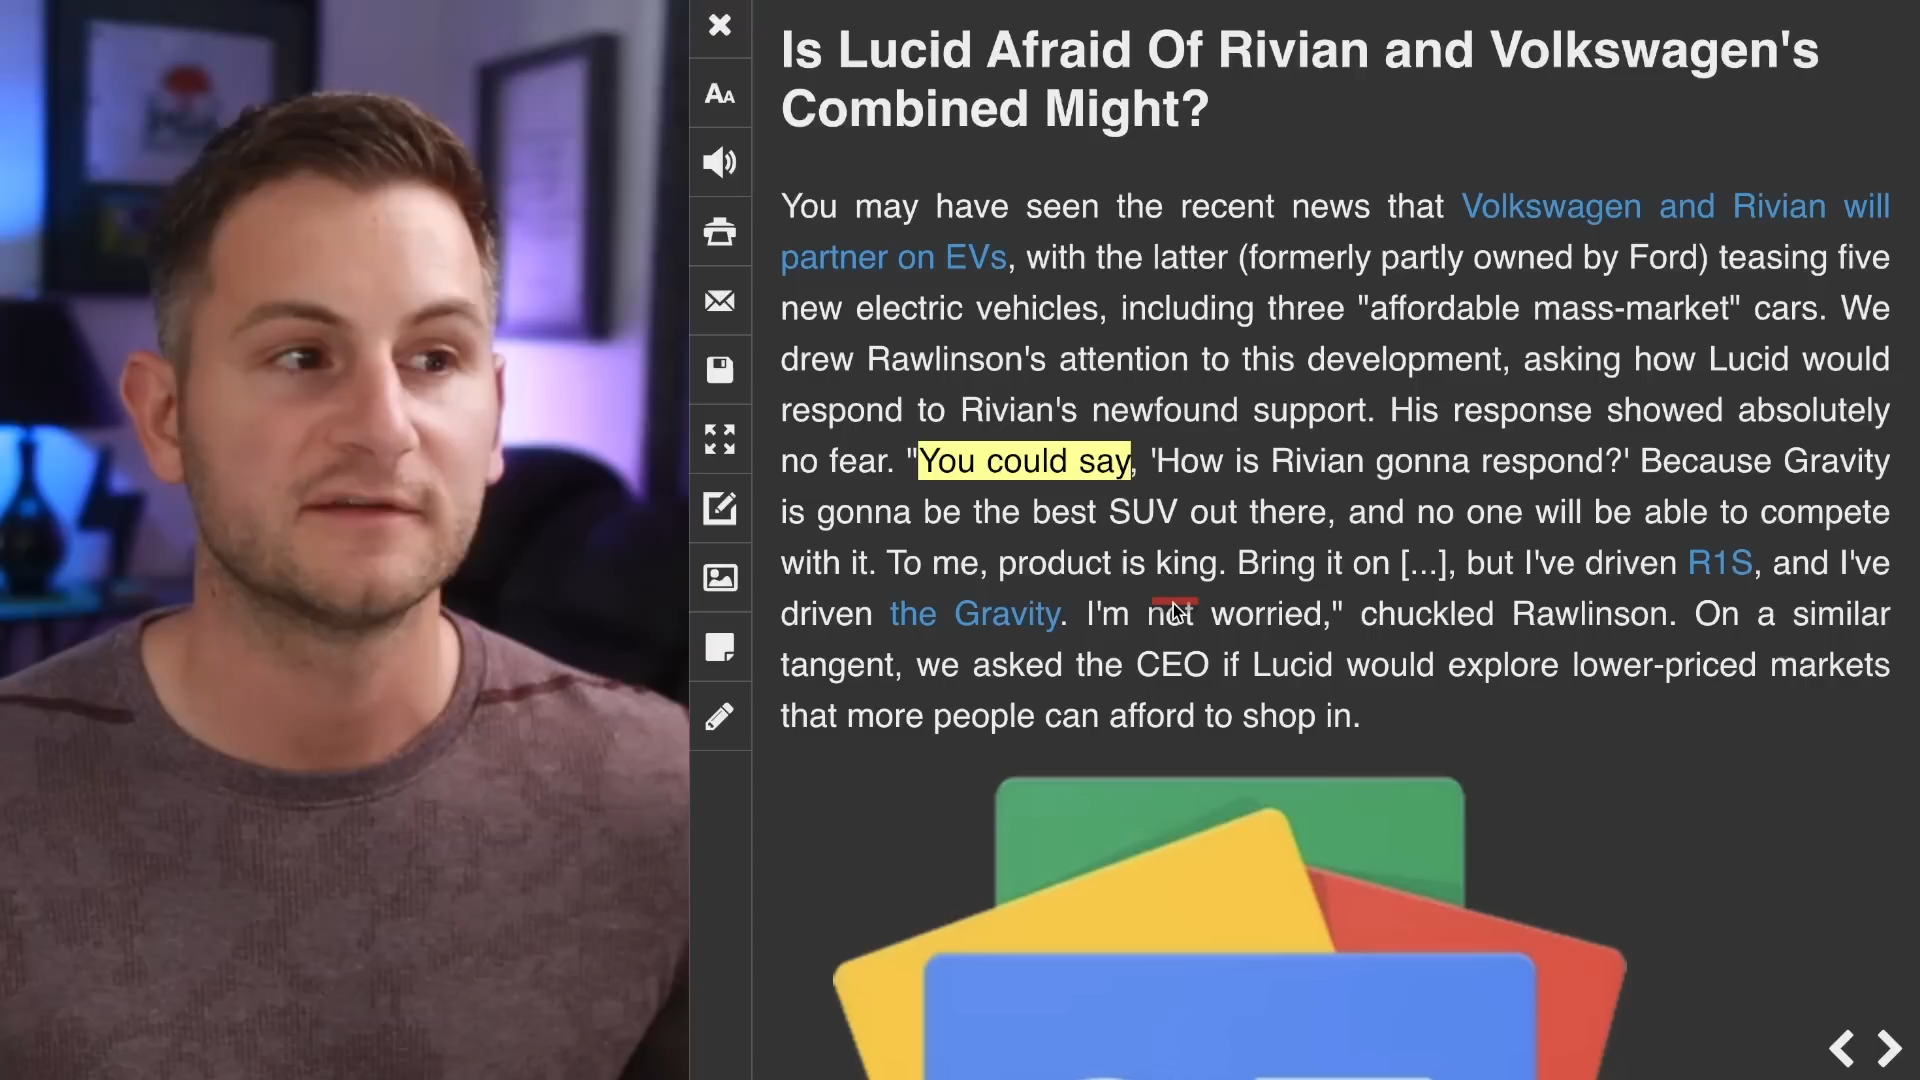 Is Lucid Afraid Of Rivian and Volkswagen's
Combined Might?
You may have seen the recent news that Volkswagen and Rivian will
partner on EVs, with the latter (formerly partly owned by Ford) teasing five
new electric vehicles, including three "affordable mass-market" cars. We
drew Rawlinson's attention to this development, asking how Lucid would
respond to Rivian's newfound support. His response showed absolutely
no fear. "You could say, 'How is Rivian gonna respond?' Because Gravity
is gonna be the best SUV out there, and no one will be able to compete
with it. To me, product is king. Bring it on [...], but I've driven R1S, and I've
driven the Gravity. I'm not worried," chuckled Rawlinson. On a similar
tangent, we asked the CEO if Lucid would explore lower-priced markets
that more people can afford to shop in.